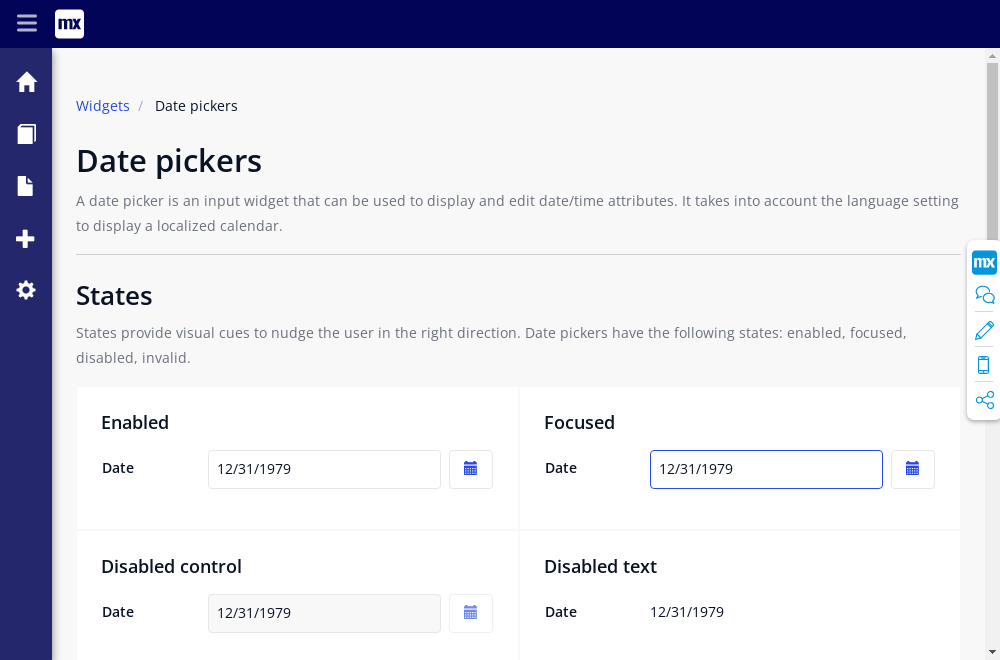 mx
Widgets / Date pickers
Date pickers
A date picker is an input widget that can be used to display and edit date/time attributes. It takes into account the language setting
to display a localized calendar.
mx
States
States provide visual cues to nudge the user in the right direction. Date pickers have the following states: enabled, focused,
disabled, invalid.
Enabled
Date 12/31/1979
Focused
Date 12/31/1979
Disabled control
Date 12/31/1979
Disabled text
Date 12/31/1979